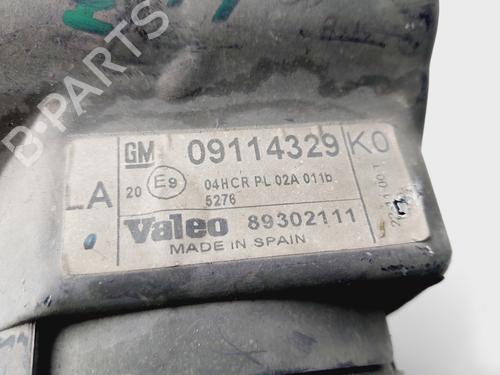 GM 09114329 K0
LA 20 E9 04HCR PL 02A 011b
5276
Valeo 89302111
MADE IN SPAIN
B-Parts